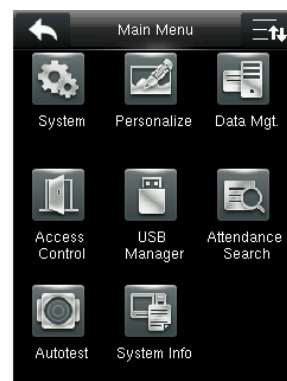 Main Menu
System Personalize Data Mgt.
Access USB Attendance
Control Manager Search
Autotest System Info